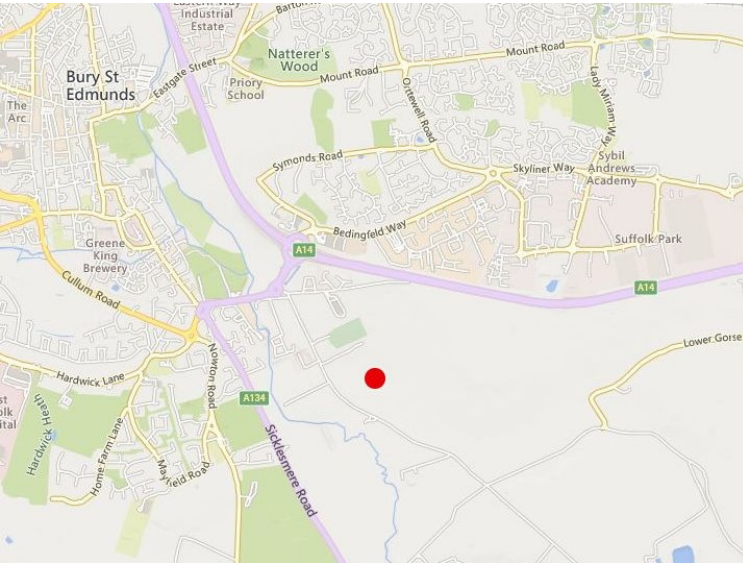 Eastern Way
Industrial
Estate
Barton
Natterer's
Wood
Mount Road
Mount Road
Bury St
Edmunds
Eastgate Street
Priory
School
The
Arc
Orttewell Road
Lady Miriam Way
Symonds Road
Skyliner Way
Sybil
Andrews
Academy
Bedingfeld Way
Suffolk Park
Greene
King
Brewery
A14
A14
Cullum Road
Lower Gorse
Hardwick Lane
Nowton Road
A134
Hardwick Heath
Home Farm Lane
Mayfield Road
Sicklesmere Road